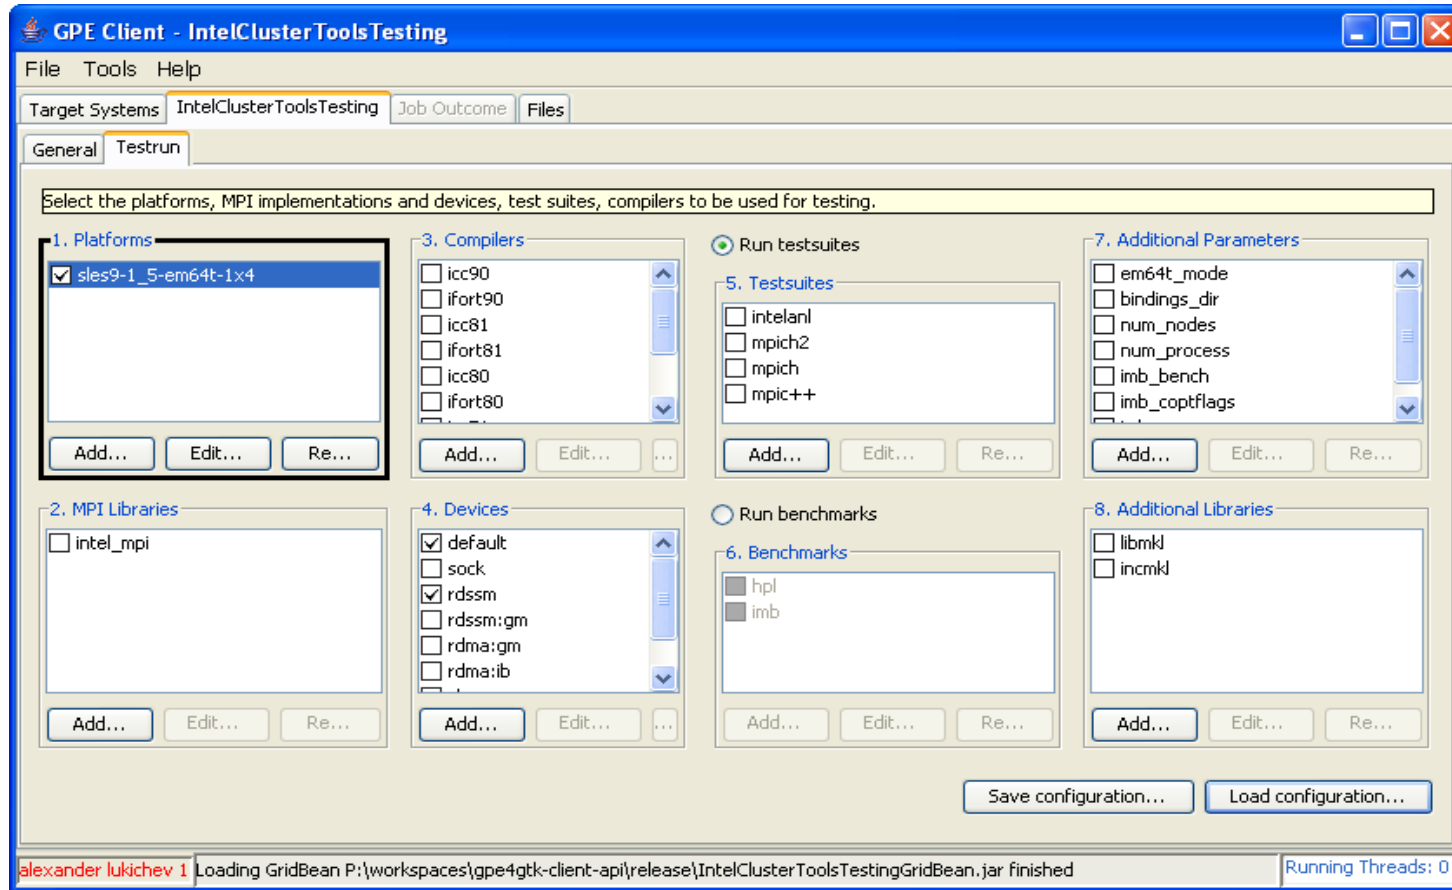 GPE Client - IntelClusterToolsTesting
File Tools Help
Target Systems IntelClusterToolsTesting Job Outcome Files
General Testrun
Select the platforms, MPI implementations and devices, test suites, compilers to be used for testing.
1. Platforms
sles9-1_5-em64t-1x4
Add... Edit... Re...
2. MPI Libraries
intel_mpi
Add... Edit... Re...
3. Compilers
icc90
ifort90
icc81
ifort81
icc80
ifort80
Add... Edit... ...
4. Devices
default
sock
rdssm
rdssm:gm
rdma:gm
rdma:ib
Add... Edit... ...
Run testsuites
5. Testsuites
intelanl
mpich2
mpich
mpic++
Add... Edit... Re...
Run benchmarks
6. Benchmarks
hpl
imb
Add... Edit... Re...
7. Additional Parameters
em64t_mode
bindings_dir
num_nodes
num_process
imb_bench
imb_coptflags
Add... Edit... Re...
8. Additional Libraries
libmkl
incmkl
Add... Edit... Re...
Save configuration... Load configuration...
alexander lukichev 1 Loading GridBean P:\workspaces\gpe4gtk-client-api\release\IntelClusterToolsTestingGridBean.jar finished Running Threads: 0